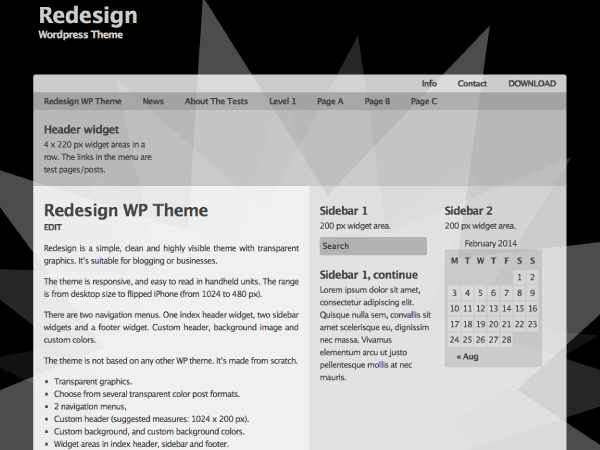 Redesign
Wordpress Theme
Info Contact DOWNLOAD
Redesign WP Theme News About The Tests Level 1 Page A Page B Page C
Header widget
4 x 220 px widget areas in a
row. The links in the menu are
test pages/posts.
Redesign WP Theme
EDIT
Redesign is a simple, clean and highly visible theme with transparent
graphics. It's suitable for blogging or businesses.
The theme is responsive, and easy to read in handheld units. The range
is from desktop size to flipped iPhone (from 1024 to 480 px).
There are two navigation menus. One index header widget, two sidebar
widgets and a footer widget. Custom header, background image and
custom colors.
The theme is not based on any other WP theme. It's made from scratch.
▪ Transparent graphics.
▪ Choose from several transparent color post formats.
▪ 2 navigation menus,
▪ Custom header (suggested measures: 1024 x 200 px).
▪ Custom background, and custom background colors.
▪ Widget areas in index header, sidebar and footer.
Sidebar 1
200 px widget area.
Search
Sidebar 1, continue
Lorem ipsum dolor sit amet,
consectetur adipiscing elit.
Quisque nulla sem, convallis sit
amet scelerisque eu, dignissim
nec massa. Vivamus
elementum arcu ut justo
pellentesque mollis at nec
mauris.
Sidebar 2
200 px widget area.
February 2014
M T W T F S S
1 2
3 4 5 6 7 8 9
10 11 12 13 14 15 16
17 18 19 20 21 22 23
24 25 26 27 28
« Aug